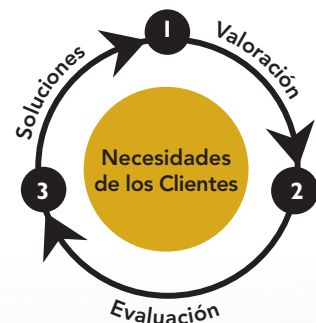 1
Valoración
Soluciones
Necesidades
de los Clientes
3
2
Evaluación